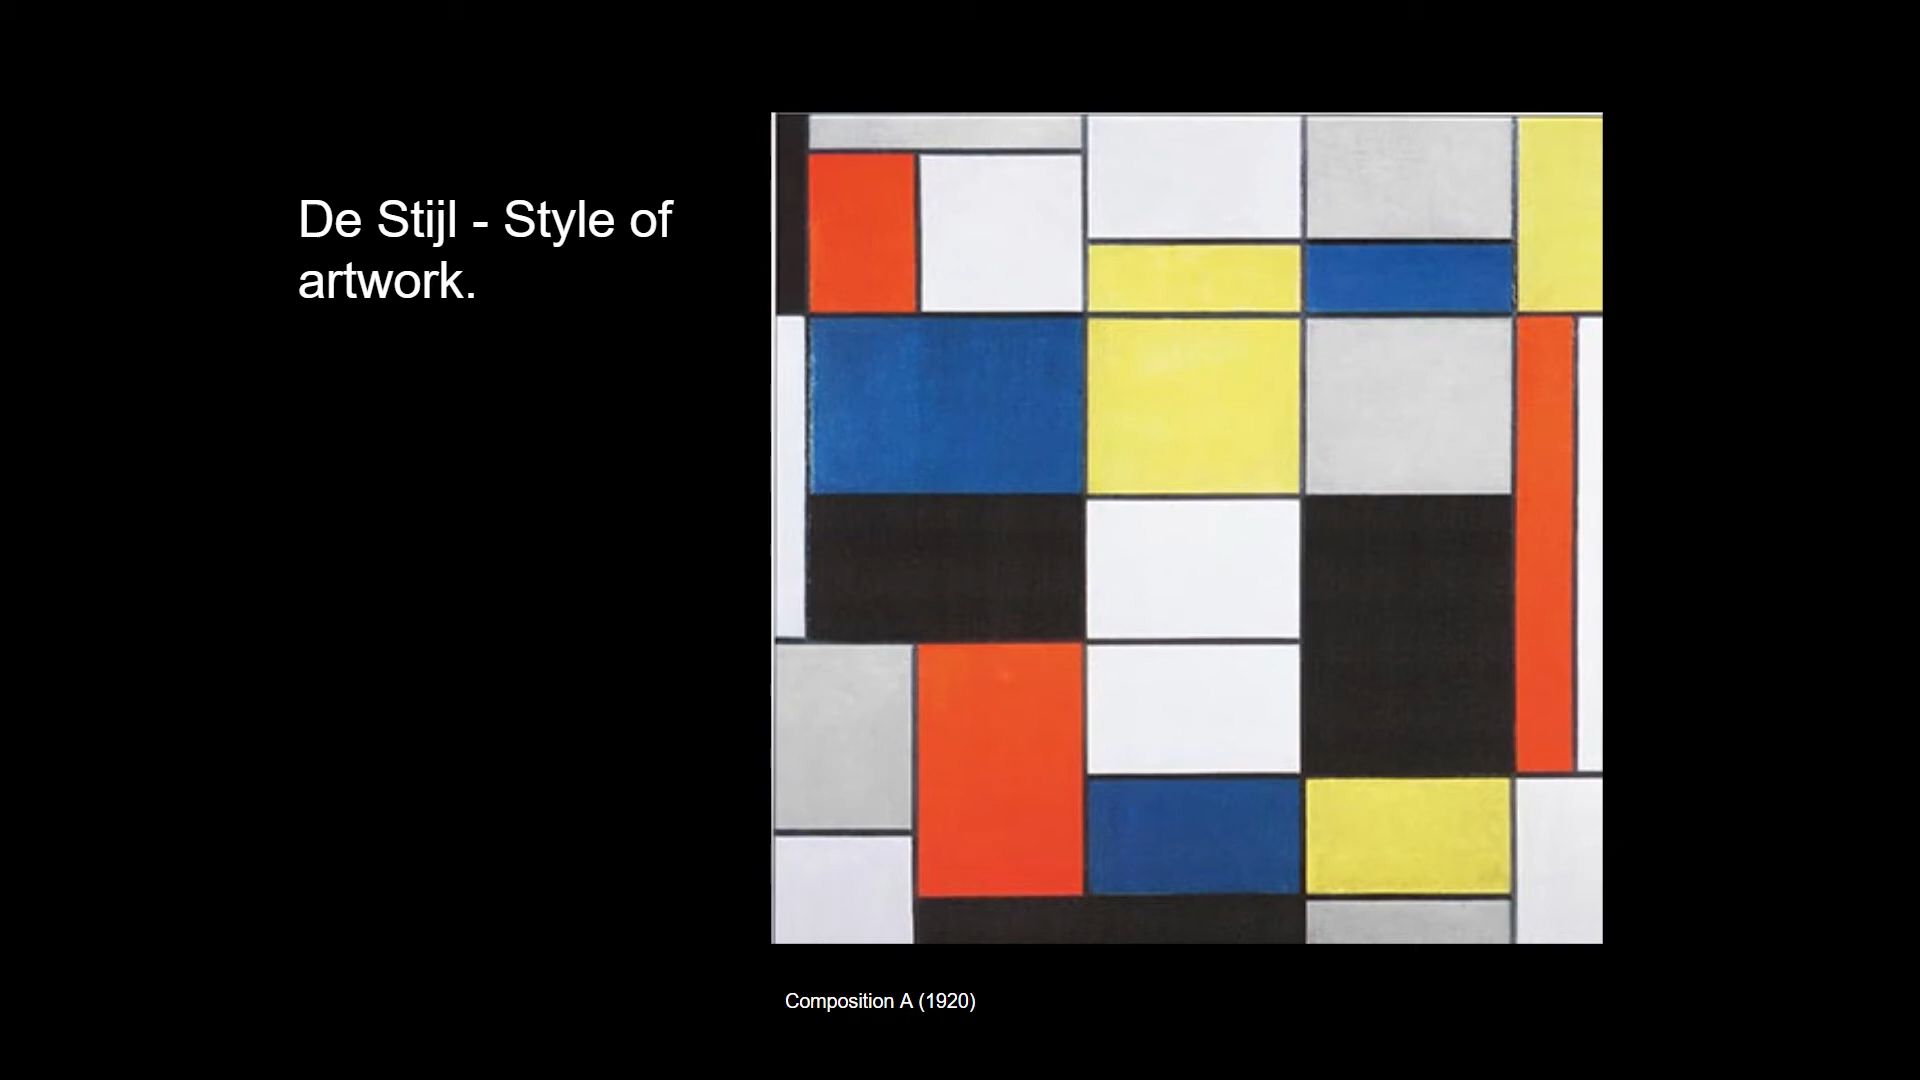 De Stijl - Style of
artwork.
Composition A (1920)